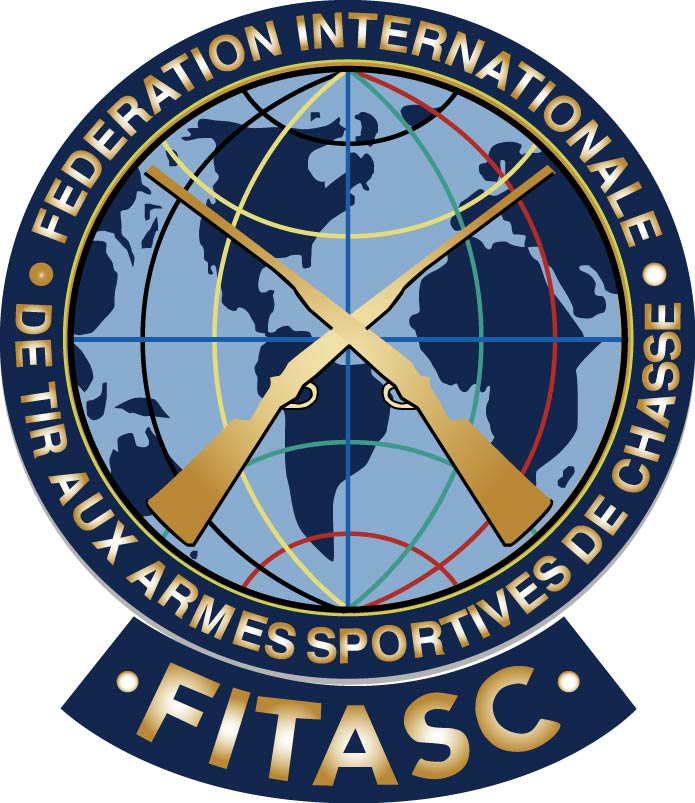 FEDERATION INTERNATIONALE
DE TIR AUX ARMES SPORTIVES DE CHASSE
FITASC